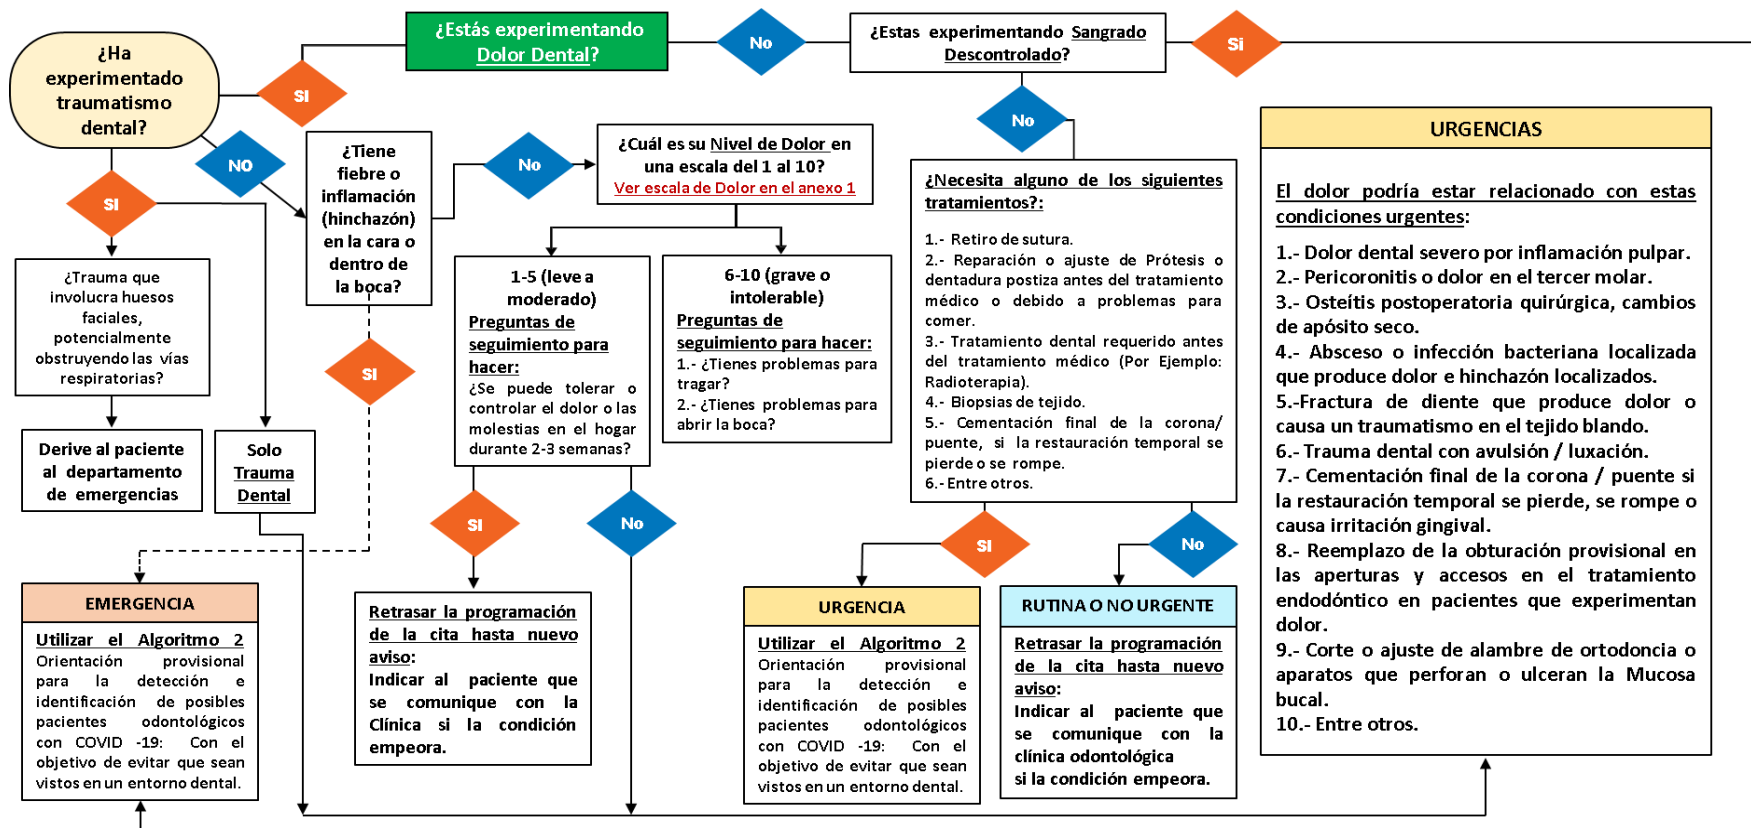 ¿Estás experimentando
Dolor Dental?
No
¿Estas experimentando Sangrado
Descontrolado?
Si
¿Ha
experimentado
traumatismo
dental?
SI
NO
SI
¿Tiene
fiebre o
inflamación
(hinchazón)
en la cara o
dentro de
la boca?
No
¿Cuál es su Nivel de Dolor en
una escala del 1 al 10?
Ver escala de Dolor en el anexo 1
No
¿Necesita alguno de los siguientes
tratamientos?:
1.- Retiro de sutura.
2.- Reparación o ajuste de Prótesis o
dentadura postiza antes del tratamiento
médico o debido a problemas para
comer.
3.- Tratamiento dental requerido antes
del tratamiento médico (Por Ejemplo:
Radioterapia).
4.- Biopsias de tejido.
5.- Cementación final de la corona/
puente, si la restauración temporal se
pierde o se rompe.
6.- Entre otros.
URGENCIAS
El dolor podría estar relacionado con estas
condiciones urgentes:
1.- Dolor dental severo por inflamación pulpar.
2.- Pericoronitis o dolor en el tercer molar.
3.- Osteítis postoperatoria quirúrgica, cambios
de apósito seco.
4.- Absceso o infección bacteriana localizada
que produce dolor e hinchazón localizados.
5.-Fractura de diente que produce dolor o
causa un traumatismo en el tejido blando.
6.- Trauma dental con avulsión / luxación.
7.- Cementación final de la corona / puente si
la restauración temporal se pierde, se rompe o
causa irritación gingival.
8.- Reemplazo de la obturación provisional en
las aperturas y accesos en el tratamiento
endodóntico en pacientes que experimentan
dolor.
9.- Corte o ajuste de alambre de ortodoncia o
aparatos que perforan o ulceran la Mucosa
bucal.
10.- Entre otros.
¿Trauma que
involucra huesos
faciales,
potencialmente
obstruyendo las vías
respiratorias?
SI
1-5 (leve a
moderado)
Preguntas de
seguimiento para
hacer:
¿Se puede tolerar o
controlar el dolor o las
molestias en el hogar
durante 2-3 semanas?
6-10 (grave o
intolerable)
Preguntas de
seguimiento para hacer:
1.- ¿Tienes problemas para
tragar?
2.- ¿Tienes problemas para
abrir la boca?
Derive al paciente
al departamento
de emergencias
Solo
Trauma
Dental
SI
No
SI
No
EMERGENCIA
Utilizar el Algoritmo 2
Orientación provisional
para la detección e
identificación de posibles
pacientes odontológicos
con COVID -19: Con el
objetivo de evitar que sean
vistos en un entorno dental.
Retrasar la programación
de la cita hasta nuevo
aviso:
Indicar al paciente que
se comunique con la
Clínica si la condición
empeora.
URGENCIA
Utilizar el Algoritmo 2
Orientación provisional
para la detección e
identificación de posibles
pacientes odontológicos
con COVID -19: Con el
objetivo de evitar que sean
vistos en un entorno dental.
RUTINA O NO URGENTE
Retrasar la programación
de la cita hasta nuevo
aviso:
Indicar al paciente que
se comunique con la
clínica odontológica
si la condición empeora.